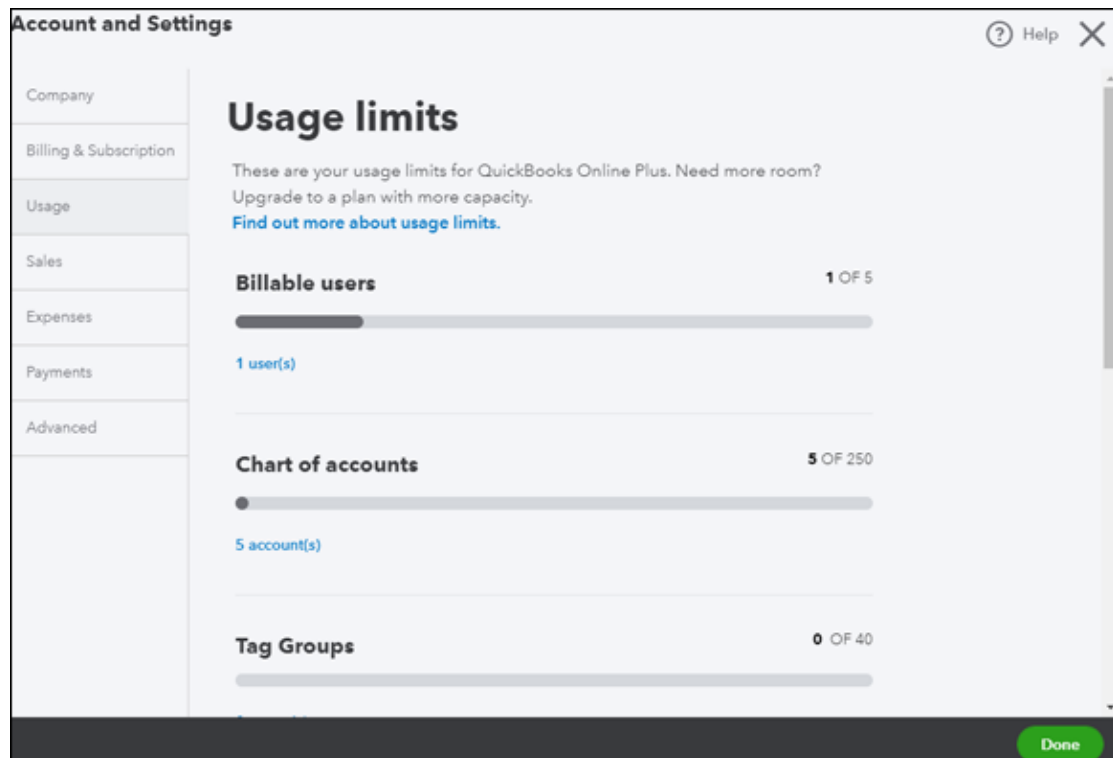 Account and Settings
Help
Company
Billing & Subscription
Usage
Sales
Expenses
Payments
Advanced
Usage limits
These are your usage limits for QuickBooks Online Plus. Need more room?
Upgrade to a plan with more capacity.
Find out more about usage limits.
Billable users
1 OF 5
1 user(s)
Chart of accounts
5 OF 250
5 account(s)
Tag Groups
0 OF 40
Done